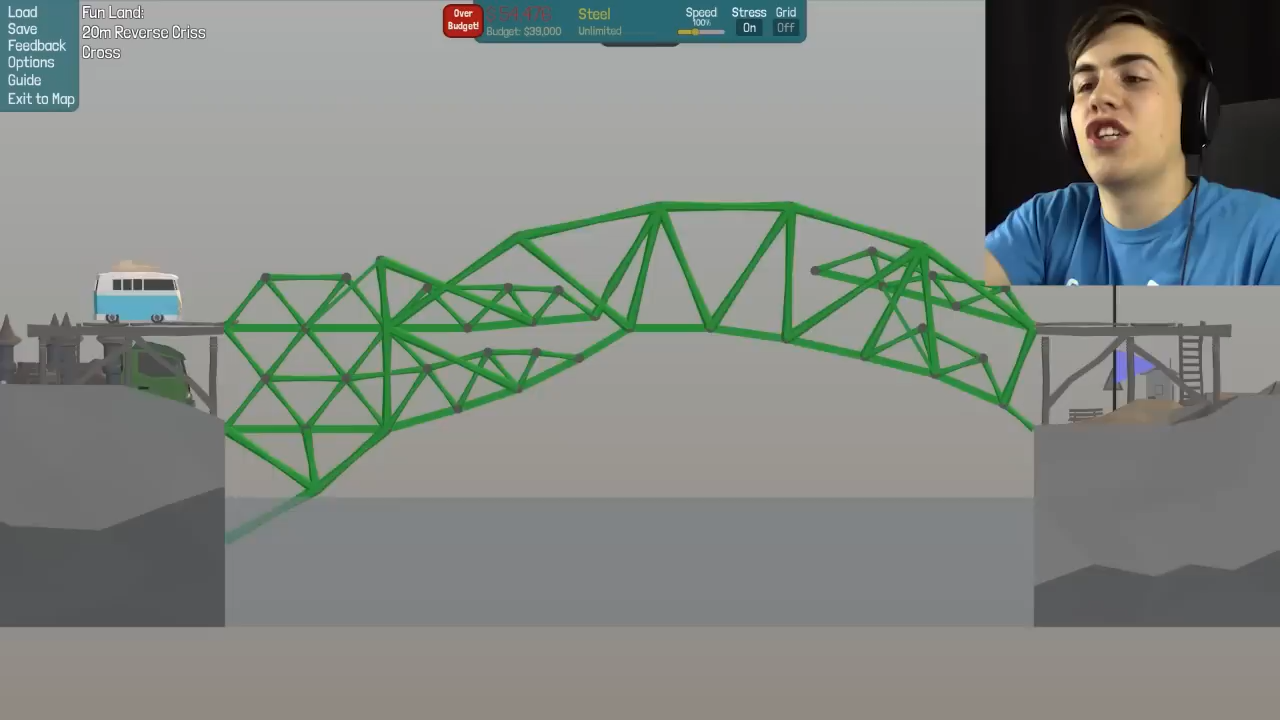 Load
Save
Feedback
Options
Guide
Exit to Map
Fun Land:
20m Reverse Criss
Cross
Over
Budget!
Budget: $39,000
Steel
Unlimited
Speed
100%
Stress
On
Grid
Off